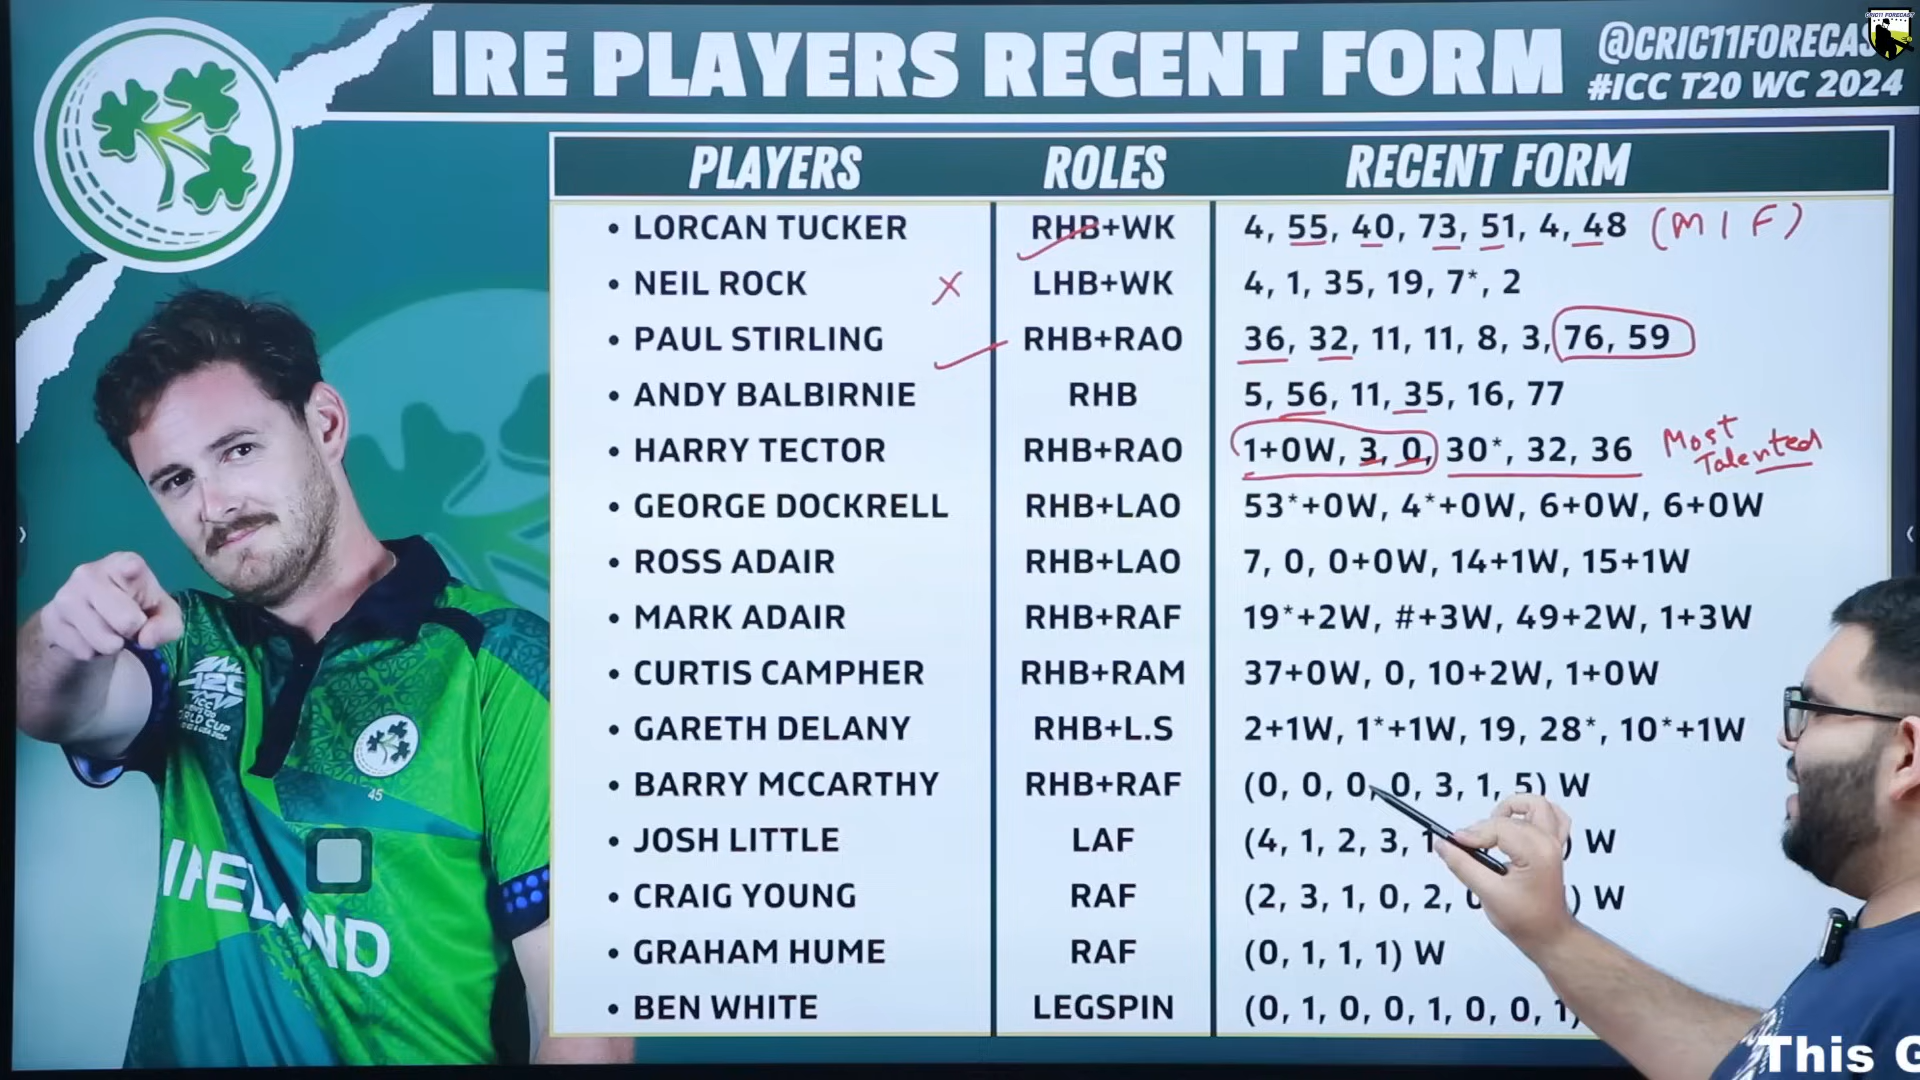 CRIC11 FORECAST
IRE PLAYERS RECENT FORM
@CRIC11FORECAS
#ICC T20 WC 2024
PLAYERS ROLES RECENT FORM
• LORCAN TUCKER RHB+WK 4, 55, 40, 73, 51, 4, 48 (M I F)
• NEIL ROCK X LHB+WK 4, 1, 35, 19, 7*, 2
• PAUL STIRLING RHB+RAO 36, 32, 11, 11, 8, 3, 76, 59
• ANDY BALBIRNIE RHB 5, 56, 11, 35, 16, 77
• HARRY TECTOR RHB+RAO 1+0W, 3, 0, 30*, 32, 36 Most
Talented
• GEORGE DOCKRELL RHB+LAO 53*+0W, 4*+0W, 6+0W, 6+0W
• ROSS ADAIR RHB+LAO 7, 0, 0+0W, 14+1W, 15+1W
• MARK ADAIR RHB+RAF 19*+2W, #+3W, 49+2W, 1+3W
• CURTIS CAMPHER RHB+RAM 37+0W, 0, 10+2W, 1+0W
• GARETH DELANY RHB+L.S 2+1W, 1*+1W, 19, 28*, 10*+1W
• BARRY MCCARTHY RHB+RAF (0, 0, 0, 0, 3, 1, 5) W
• JOSH LITTLE LAF (4, 1, 2, 3, 1 ) W
• CRAIG YOUNG RAF (2, 3, 1, 0, 2, ) W
• GRAHAM HUME RAF (0, 1, 1, 1) W
• BEN WHITE LEGSPIN (0, 1, 0, 0, 1, 0, 0, 1)
45
IRELAND
This G